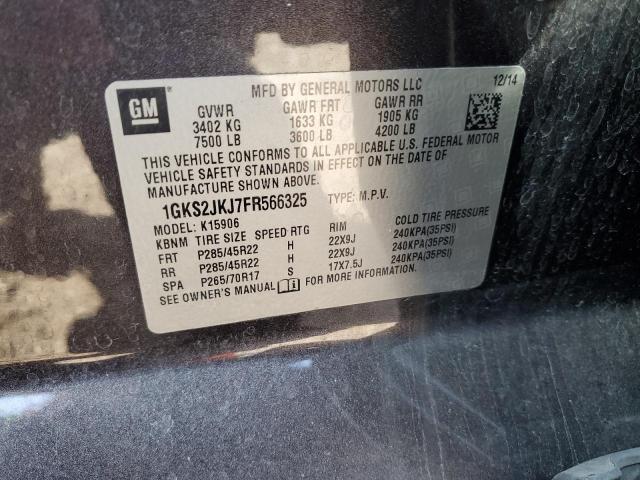 GM
MFD BY GENERAL MOTORS LLC 12/14
GVWR GAWR FRT GAWR RR
3402 KG 1633 KG 1905 KG
7500 LB 3600 LB 4200 LB
THIS VEHICLE CONFORMS TO ALL APPLICABLE U.S. FEDERAL MOTOR
VEHICLE SAFETY STANDARDS IN EFFECT ON THE DATE OF
MANUFACTURE SHOWN ABOVE.
1GKS2JKJ7FR566325 TYPE: M.P.V.
MODEL: K15906
KBNM TIRE SIZE SPEED RTG RIM COLD TIRE PRESSURE
FRT P285/45R22 H 22X9J 240KPA(35PSI)
RR P285/45R22 H 22X9J 240KPA(35PSI)
SPA P265/70R17 S 17X7.5J 240KPA(35PSI)
SEE OWNER'S MANUAL FOR MORE INFORMATION.